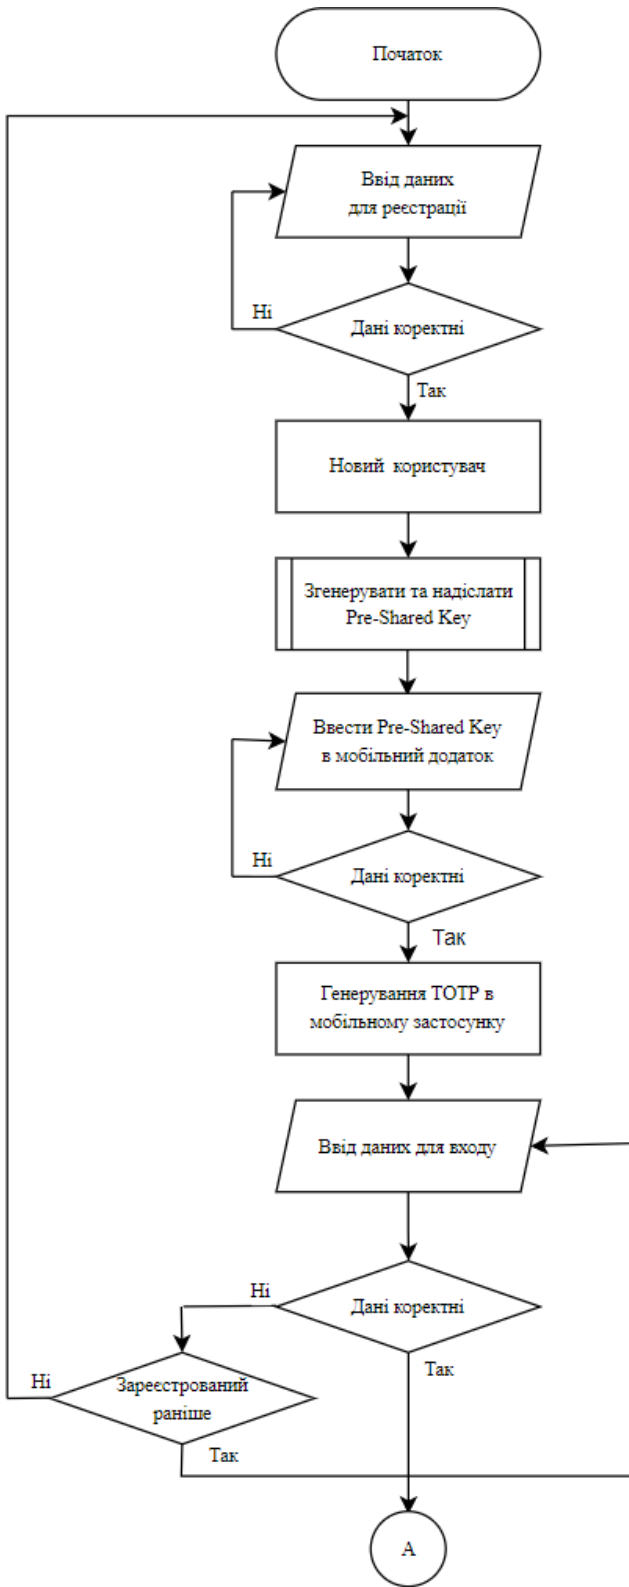 Початок
Ввід даних
для реєстрації
Ні
Дані коректні
Так
Новий користувач
Згенерувати та надіслати
Pre-Shared Key
Ввести Pre-Shared Key
в мобільний додаток
Ні
Дані коректні
Так
Генерування TOTP в
мобільному застосунку
Ввід даних для входу
Ні
Дані коректні
Ні
Зареєстрований
раніше
Так
Так
А